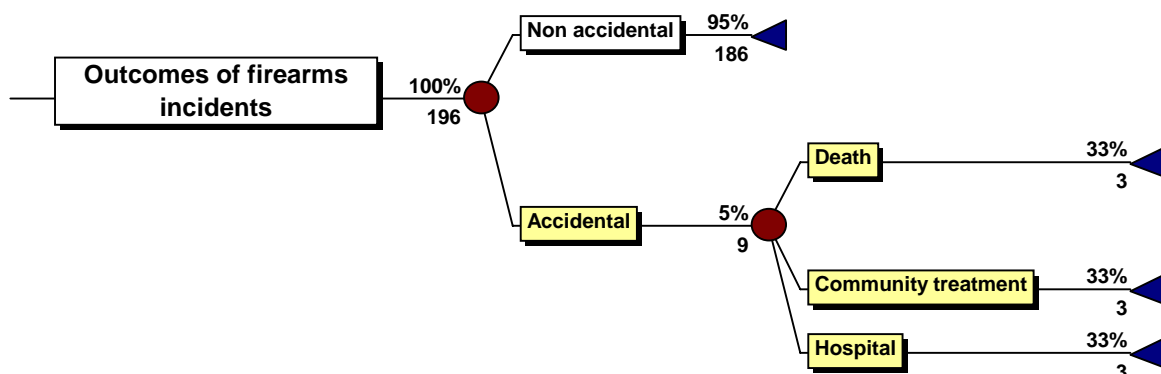 Outcomes of firearms
incidents
100%
196
Non accidental
95%
186
Accidental
5%
9
Death
33%
3
Community treatment
33%
3
Hospital
33%
3